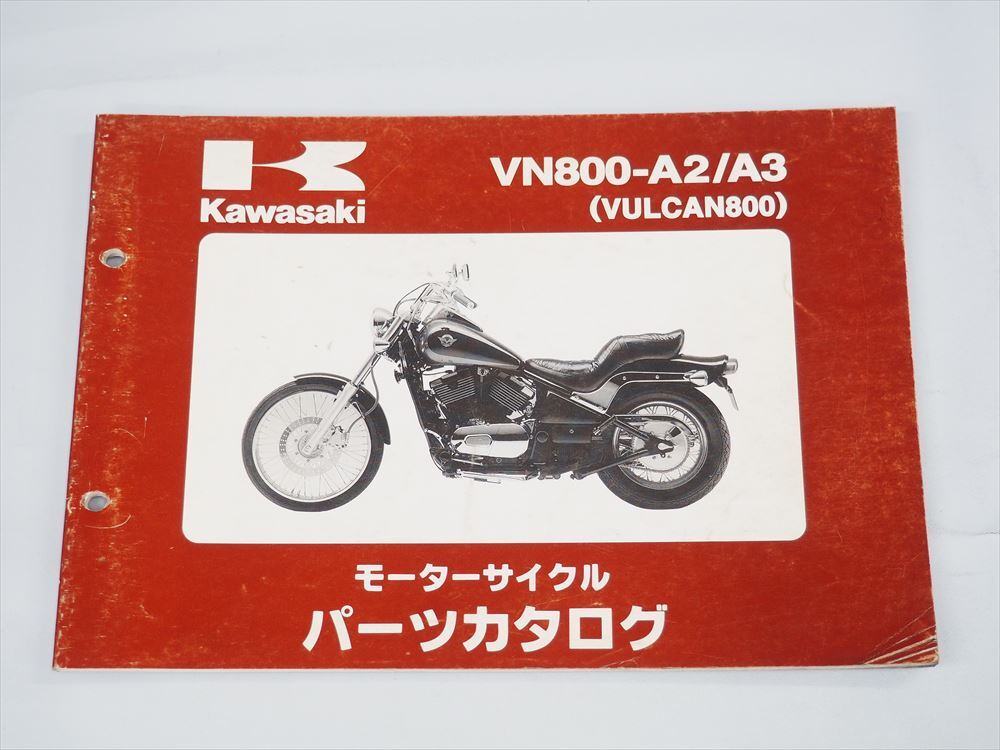 Kawasaki
VN800-A2/A3
(VULCAN800)
モーターサイクル
パーツカタログ